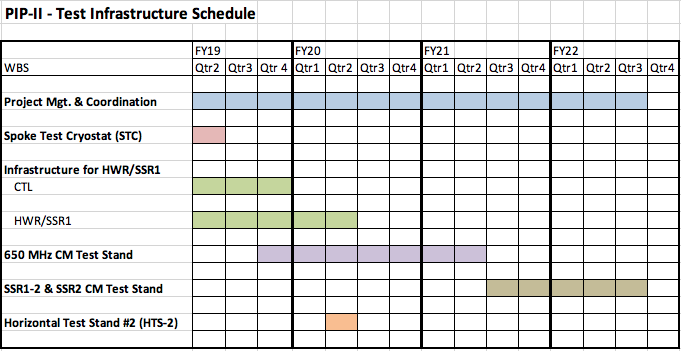 PIP-II - Test Infrastructure Schedule
FY19 FY20 FY21 FY22
WBS Qtr2 Qtr3 Qtr 4 Qtr1 Qtr2 Qtr3 Qtr4 Qtr1 Qtr2 Qtr3 Qtr4 Qtr1 Qtr2 Qtr3 Qtr4
Project Mgt. & Coordination
Spoke Test Cryostat (STC)
Infrastructure for HWR/SSR1
CTL
HWR/SSR1
650 MHz CM Test Stand
SSR1-2 & SSR2 CM Test Stand
Horizontal Test Stand #2 (HTS-2)